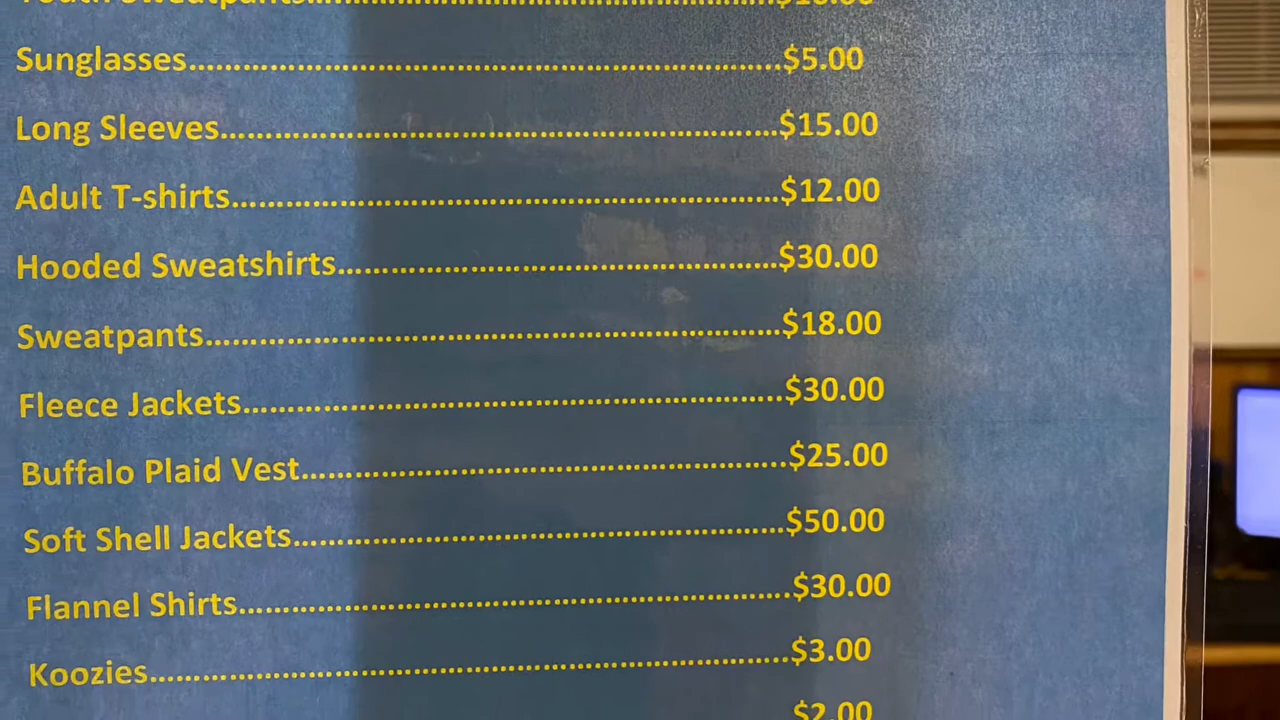 Youth Sweatpants
Sunglasses....................$5.00
Long Sleeves....................$15.00
Adult T-shirts....................$12.00
Hooded Sweatshirts....................$30.00
Sweatpants....................$18.00
Fleece Jackets....................$30.00
Buffalo Plaid Vest....................$25.00
Soft Shell Jackets....................$50.00
Flannel Shirts....................$30.00
Koozies....................$3.00
$2.00